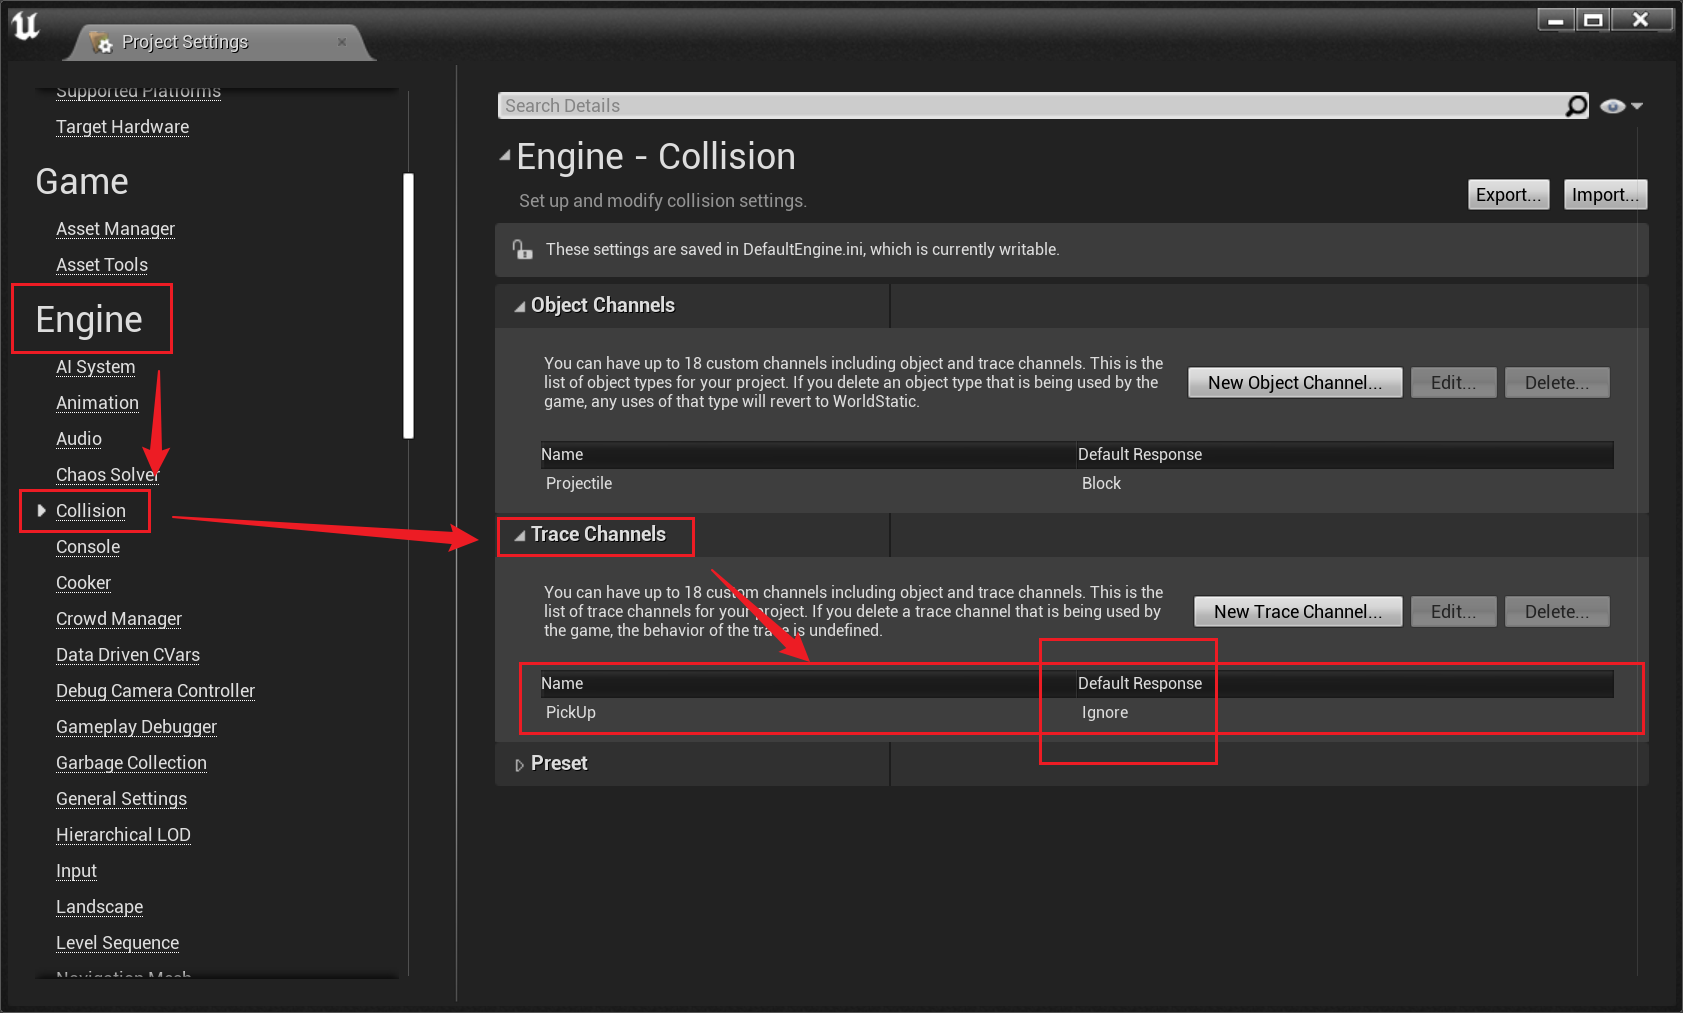 Project Settings
Supported Platforms
Target Hardware
Game
Asset Manager
Asset Tools
Engine
AI System
Animation
Audio
Chaos Solver
Collision
Console
Cooker
Crowd Manager
Data Driven CVars
Debug Camera Controller
Gameplay Debugger
Garbage Collection
General Settings
Hierarchical LOD
Input
Landscape
Level Sequence
Navigation Mesh
Search Details
Engine - Collision
Set up and modify collision settings.
Export...
Import...
These settings are saved in DefaultEngine.ini, which is currently writable.
Object Channels
You can have up to 18 custom channels including object and trace channels. This is the
list of object types for your project. If you delete an object type that is being used by the
game, any uses of that type will revert to WorldStatic.
New Object Channel...
Edit...
Delete...
Name
Default Response
Projectile
Block
Trace Channels
You can have up to 18 custom channels including object and trace channels. This is the
list of trace channels for your project. If you delete a trace channel that is being used by
the game, the behavior of the trace is undefined.
New Trace Channel...
Edit...
Delete...
Name
Default Response
PickUp
Ignore
Preset